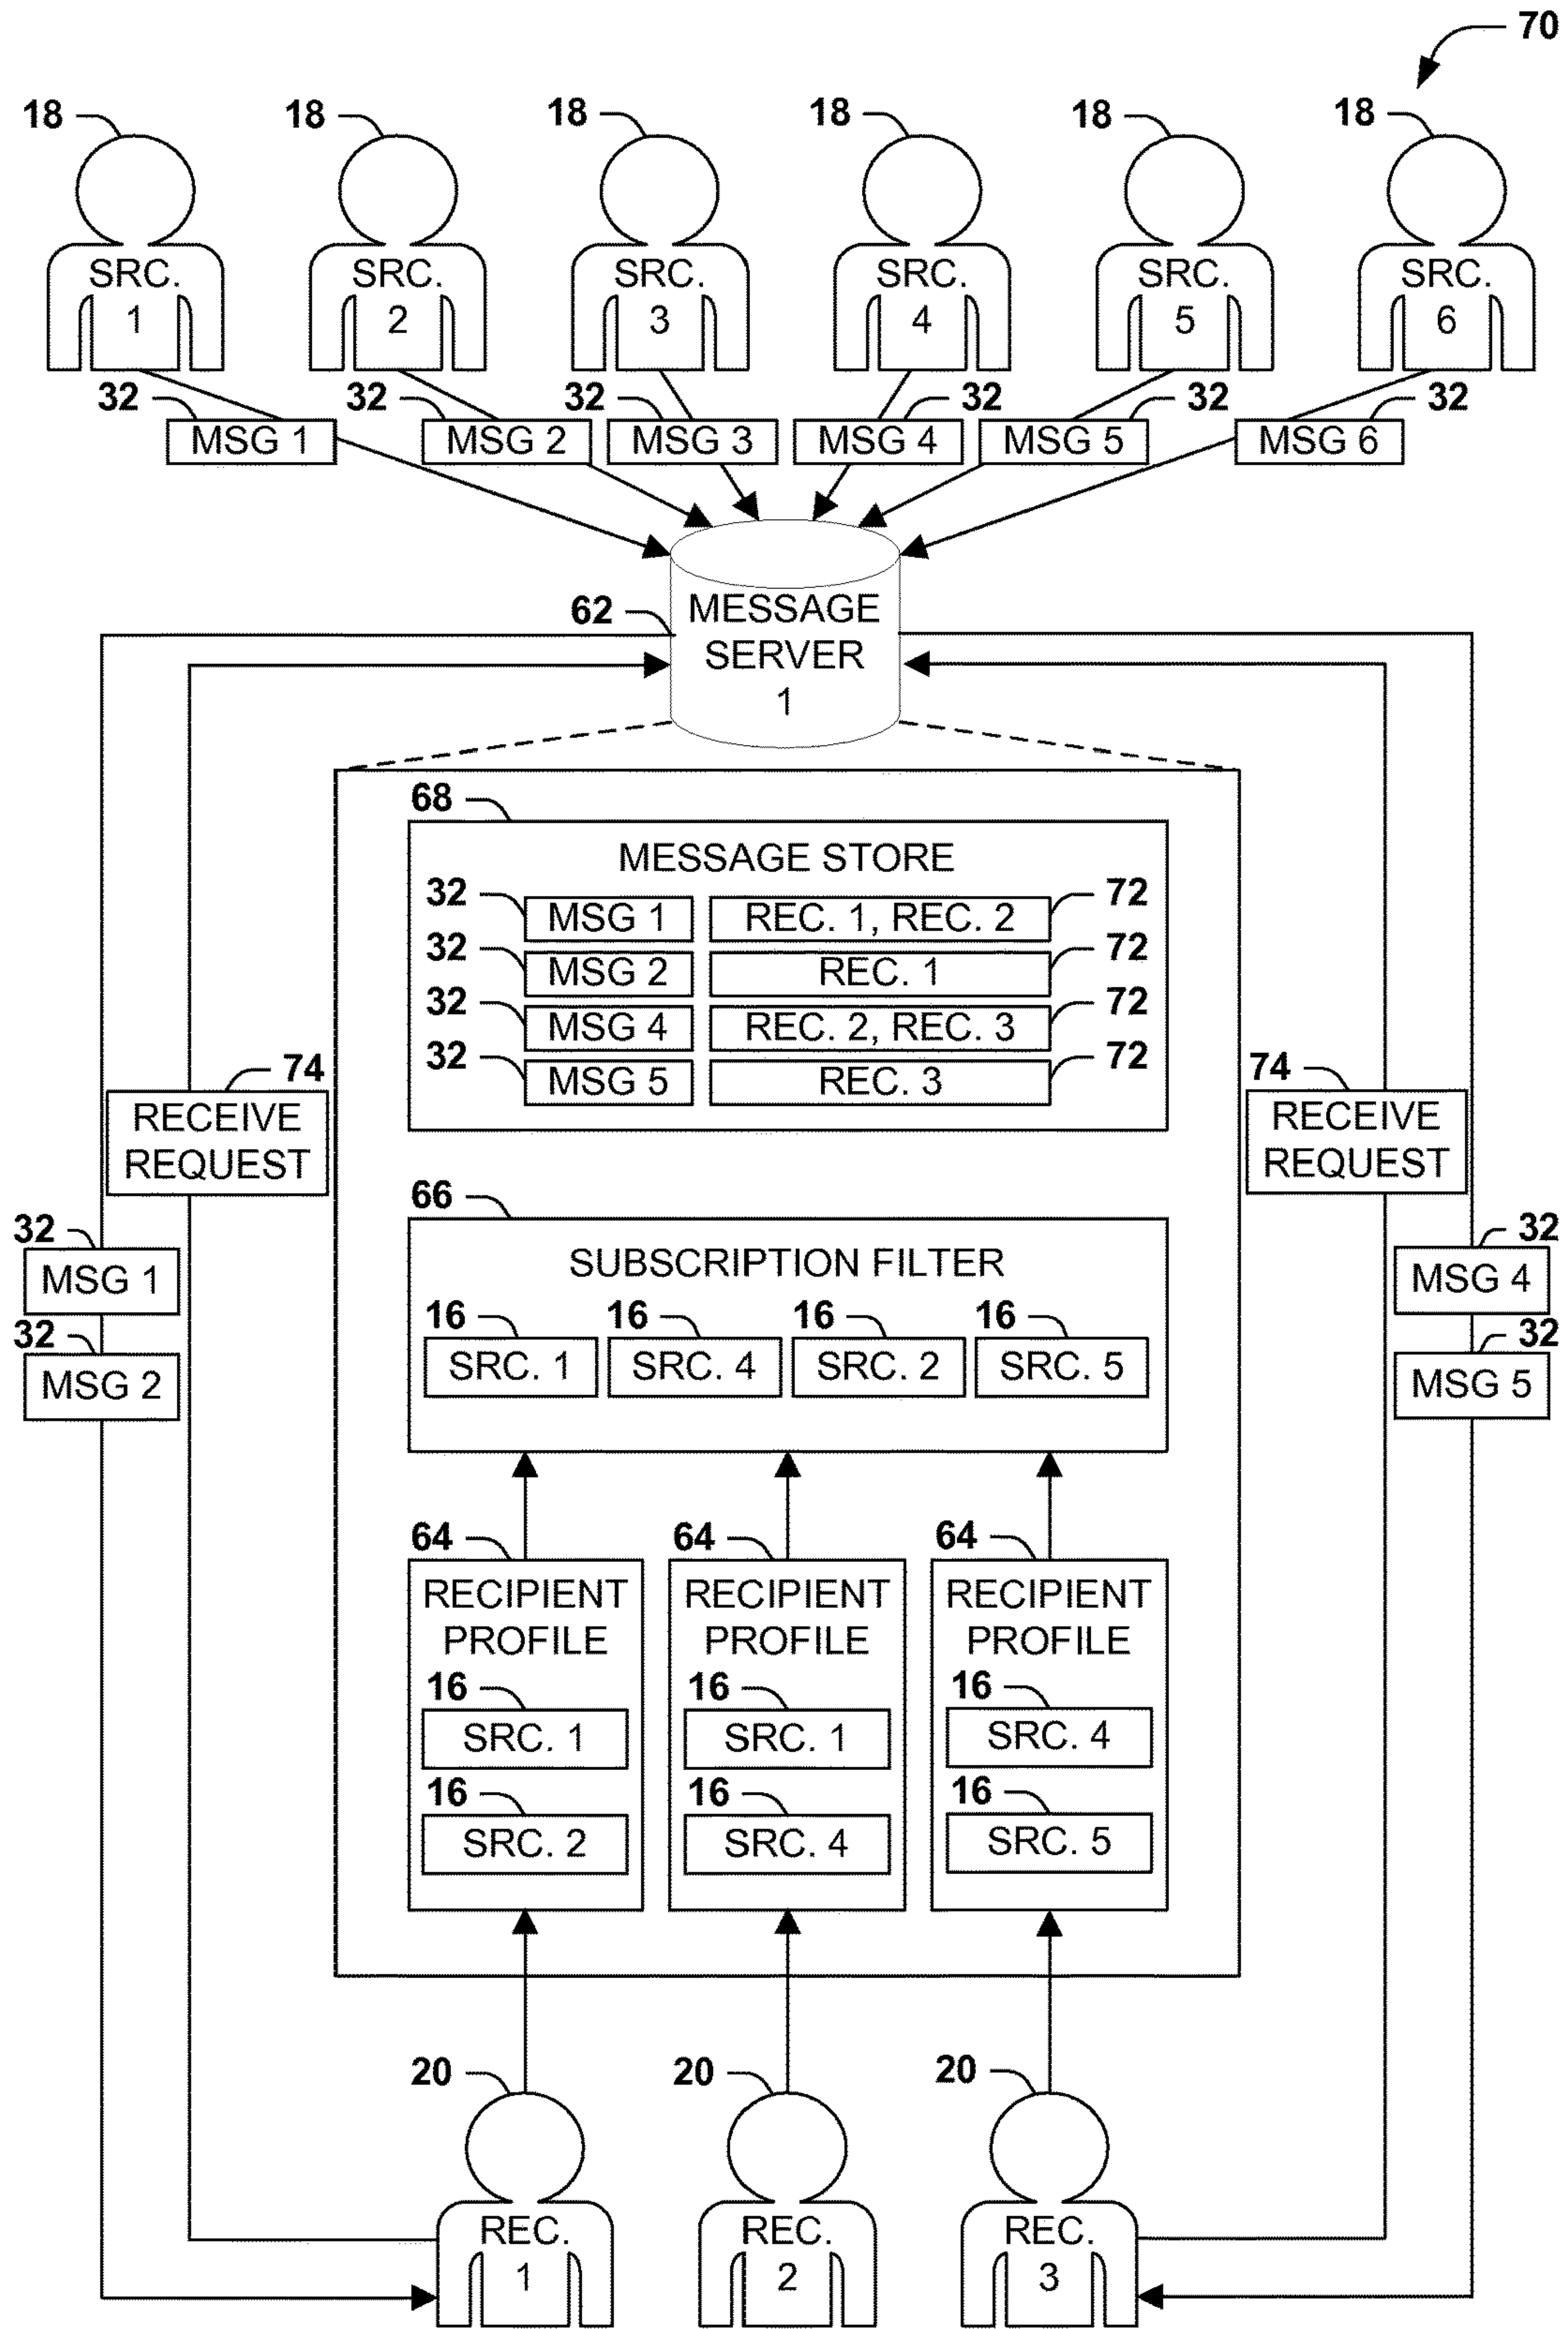 70
18 18 18 18 18 18
SRC. SRC. SRC. SRC. SRC. SRC.
1 2 3 4 5 6
32 32 32 32 32 32
MSG 1 MSG 2 MSG 3 MSG 4 MSG 5 MSG 6
62
MESSAGE
SERVER
1
68
MESSAGE STORE
32 MSG 1 REC. 1, REC. 2 72
32 MSG 2 REC. 1 72
32 MSG 4 REC. 2, REC. 3 72
32 MSG 5 REC. 3 72
74 74
RECEIVE RECEIVE
REQUEST REQUEST
32 32
MSG 1 MSG 4
32 32
MSG 2 MSG 5
66
SUBSCRIPTION FILTER
16 16 16 16
SRC. 1 SRC. 4 SRC. 2 SRC. 5
64 64 64
RECIPIENT RECIPIENT RECIPIENT
PROFILE PROFILE PROFILE
16 16 16
SRC. 1 SRC. 1 SRC. 4
16 16 16
SRC. 2 SRC. 4 SRC. 5
20 20 20
REC. REC. REC.
1 2 3